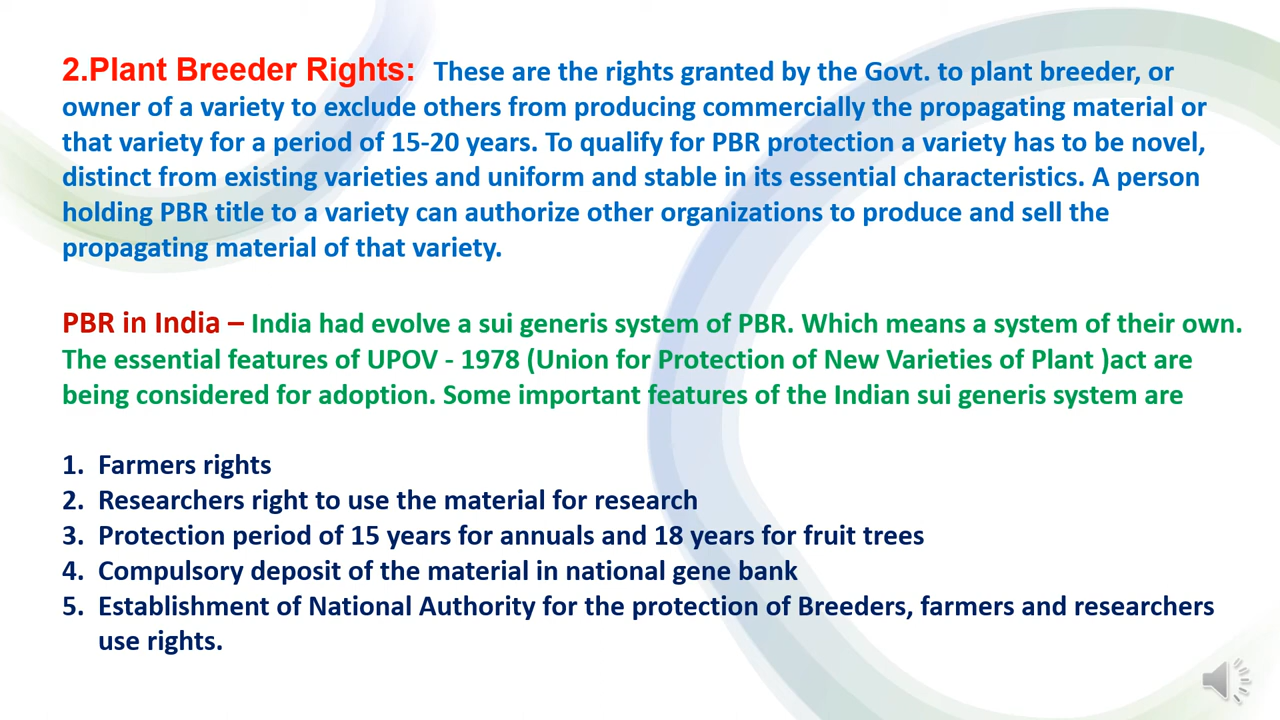 2.Plant Breeder Rights: These are the rights granted by the Govt. to plant breeder, or
owner of a variety to exclude others from producing commercially the propagating material or
that variety for a period of 15-20 years. To qualify for PBR protection a variety has to be novel,
distinct from existing varieties and uniform and stable in its essential characteristics. A person
holding PBR title to a variety can authorize other organizations to produce and sell the
propagating material of that variety.
PBR in India – India had evolve a sui generis system of PBR. Which means a system of their own.
The essential features of UPOV - 1978 (Union for Protection of New Varieties of Plant )act are
being considered for adoption. Some important features of the Indian sui generis system are
1. Farmers rights
2. Researchers right to use the material for research
3. Protection period of 15 years for annuals and 18 years for fruit trees
4. Compulsory deposit of the material in national gene bank
5. Establishment of National Authority for the protection of Breeders, farmers and researchers
use rights.